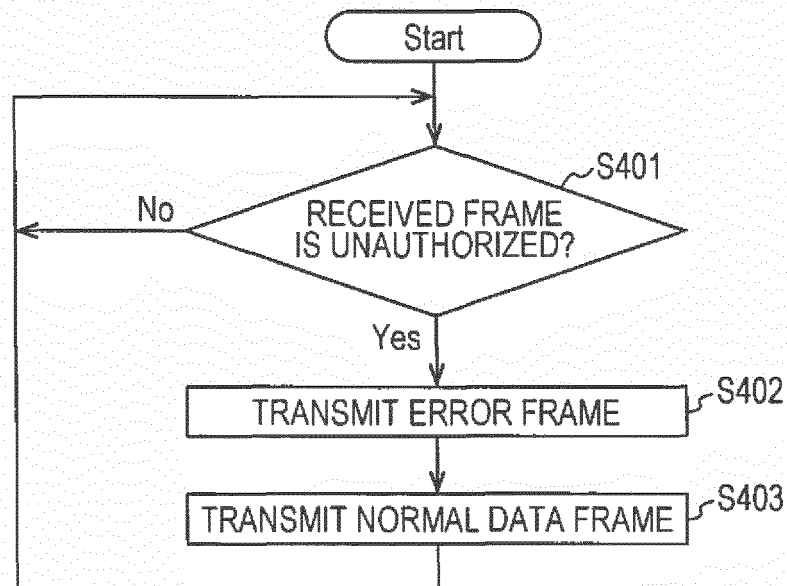 Start
S401
No
RECEIVED FRAME
IS UNAUTHORIZED?
Yes
S402
TRANSMIT ERROR FRAME
S403
TRANSMIT NORMAL DATA FRAME